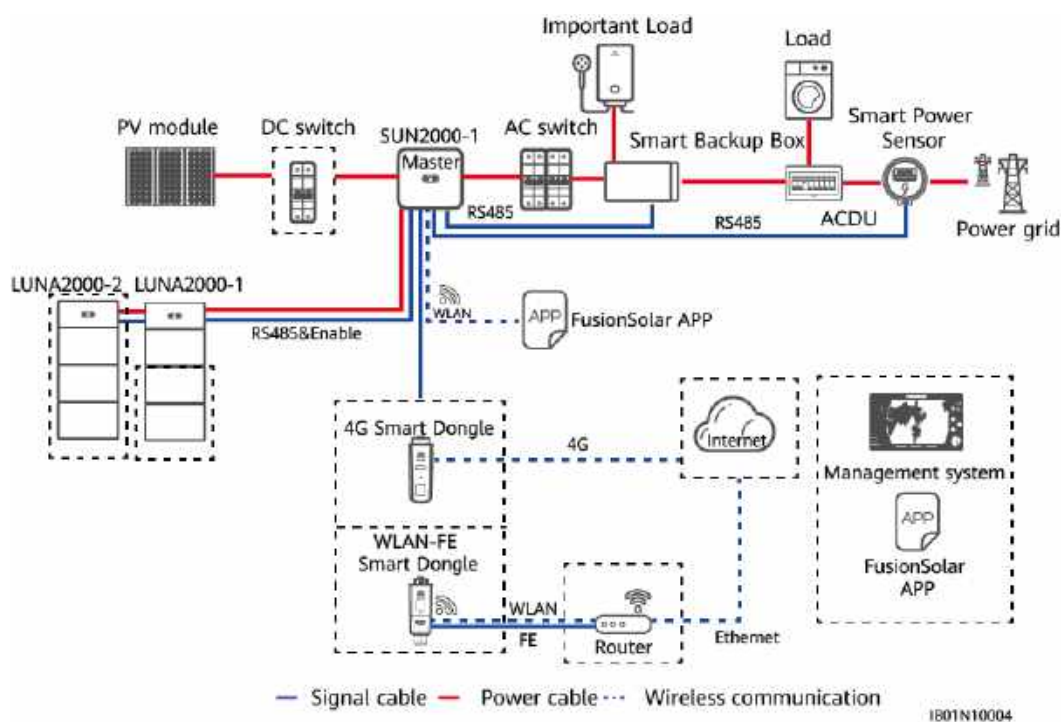 Important Load
Load
PV module
DC switch
SUN2000-1
Master
AC switch
Smart Backup Box
Smart Power
Sensor
RS485
RS485
ACDU
Power grid
LUNA2000-2
LUNA2000-1
RS485&Enable
WLAN
APP
FusionSolar APP
4G Smart Dongle
4G
Internet
Management system
APP
FusionSolar
APP
WLAN-FE
Smart Dongle
WLAN
FE
Router
Ethernet
Signal cable
Power cable
Wireless communication
IB01N10004